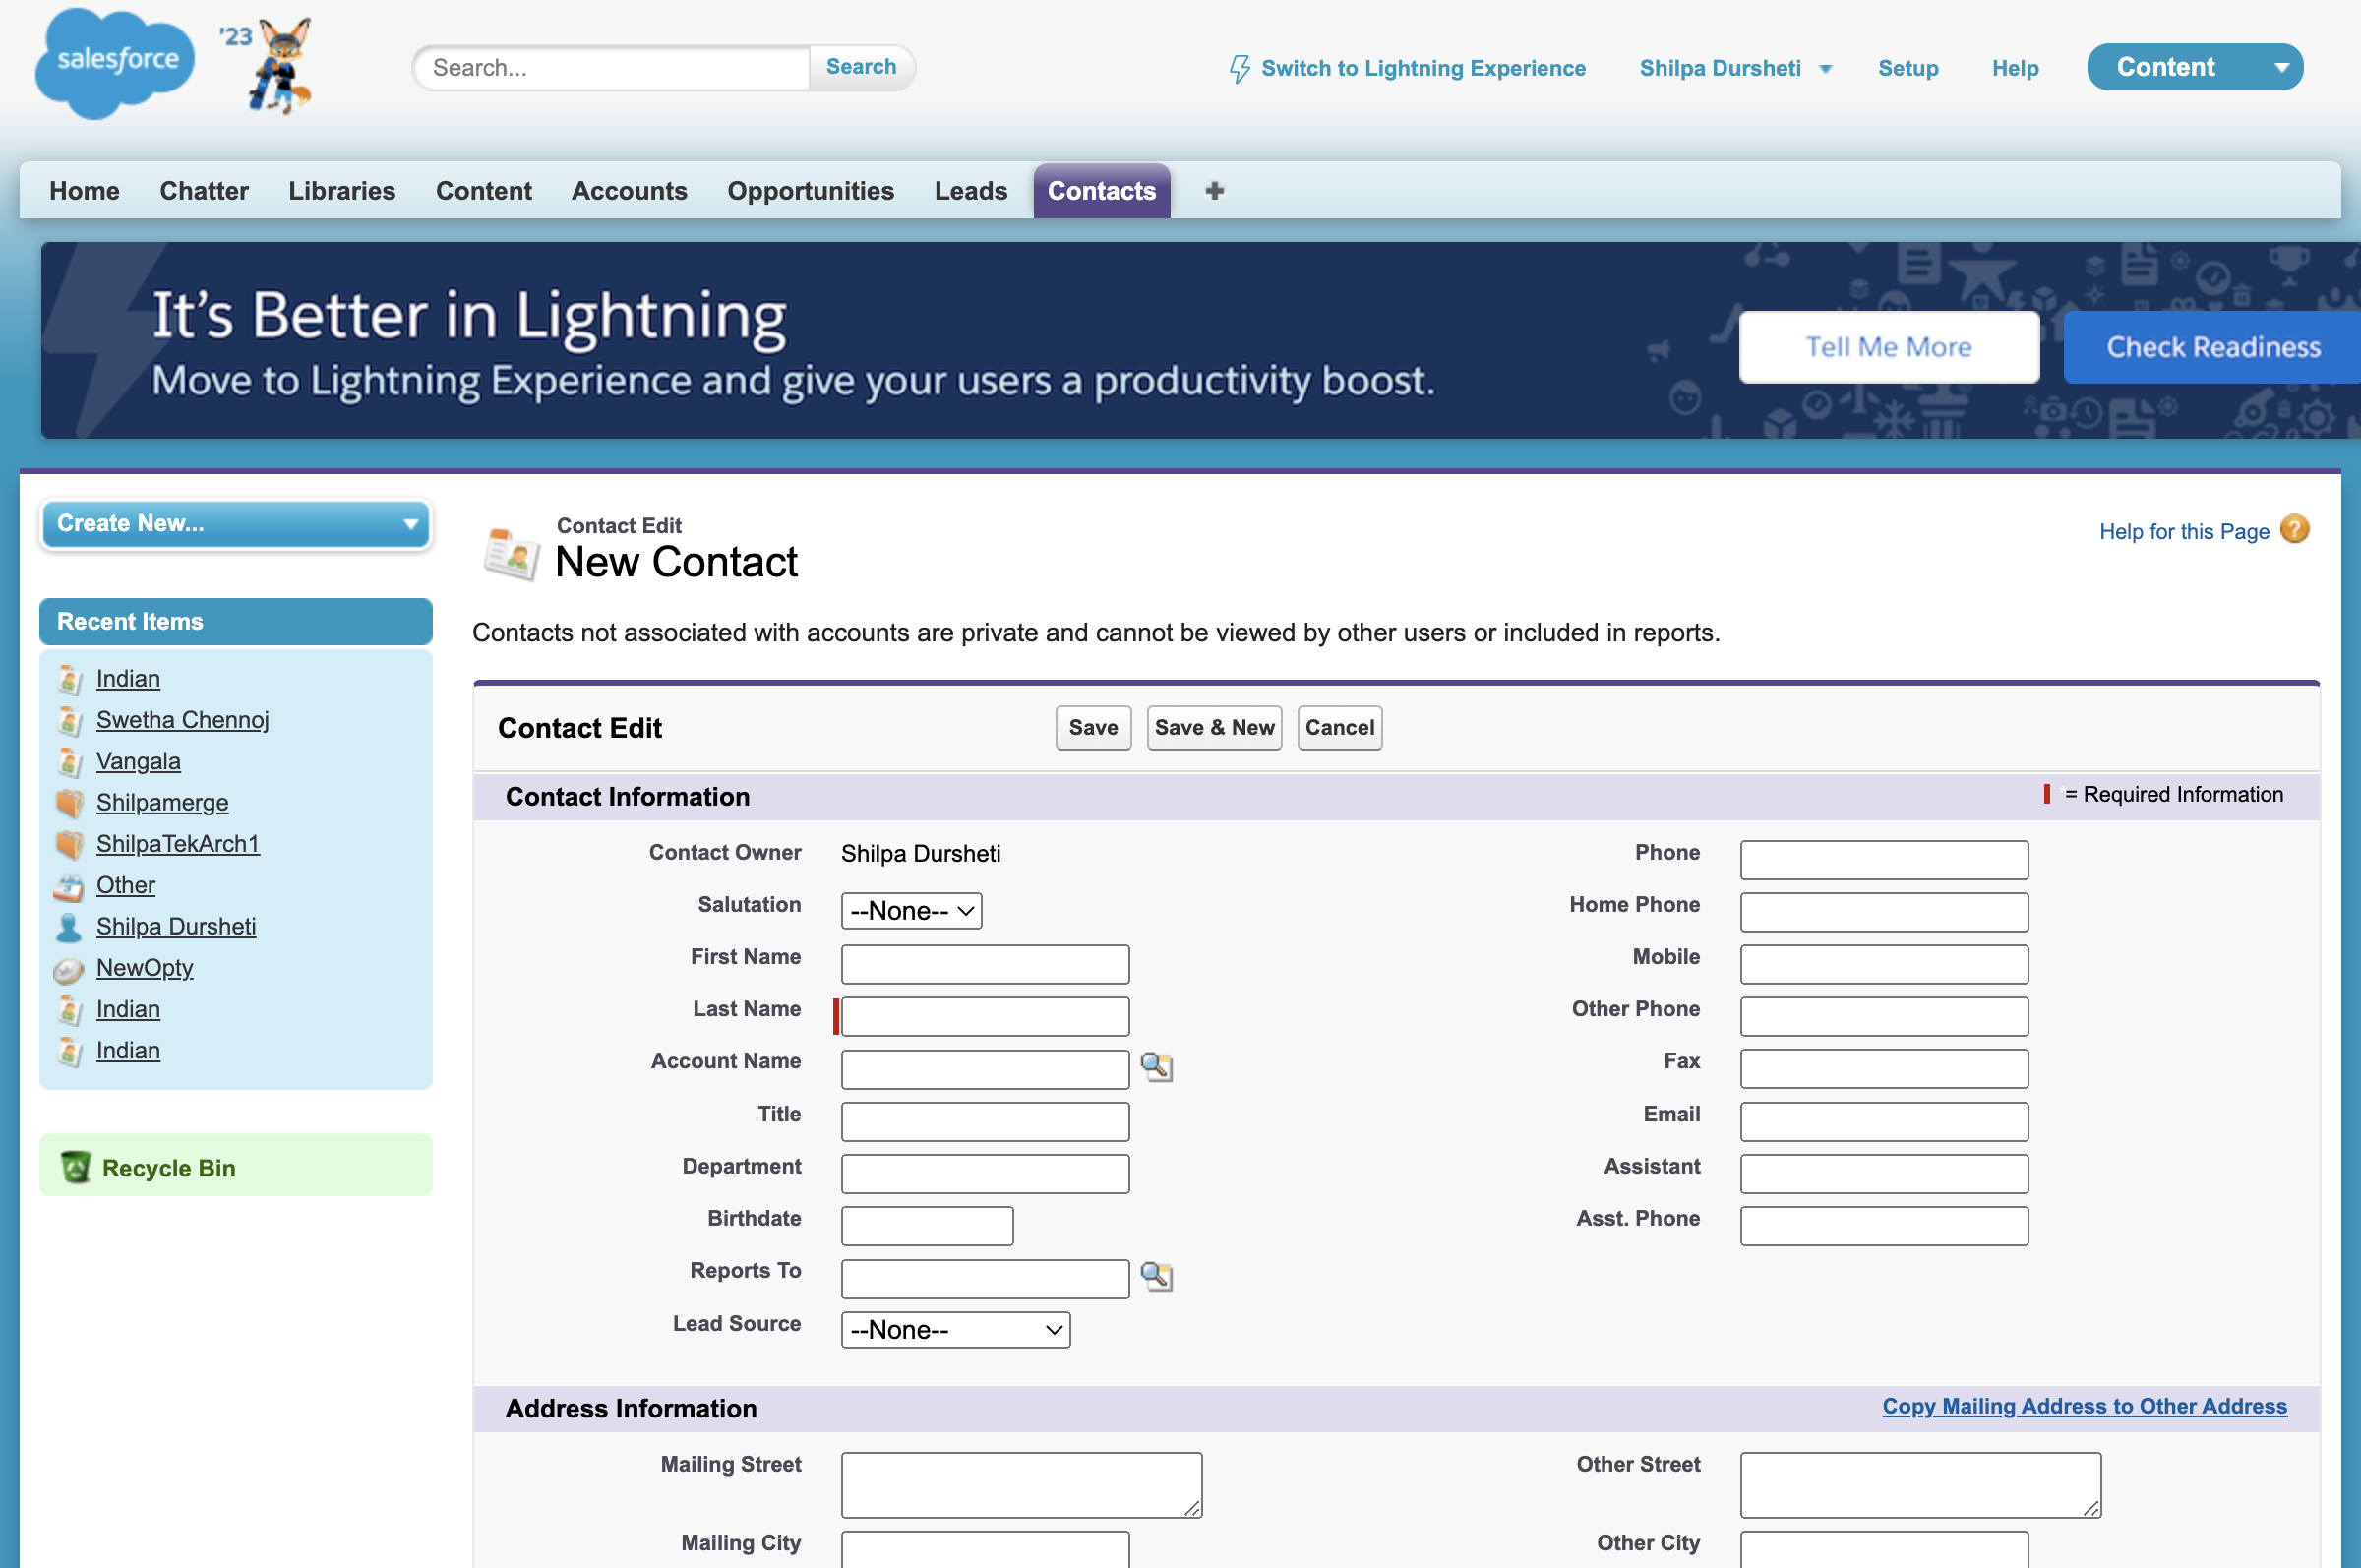 salesforce
'23
Search...
Search
Switch to Lightning Experience
Shilpa Dursheti
Setup
Help
Content
Home
Chatter
Libraries
Content
Accounts
Opportunities
Leads
Contacts
It's Better in Lightning
Move to Lightning Experience and give your users a productivity boost.
Tell Me More
Check Readiness
Create New...
Recent Items
Indian
Swetha Chennoj
Vangala
Shilpamerge
ShilpaTekArch1
Other
Shilpa Dursheti
NewOpty
Indian
Indian
Recycle Bin
Contact Edit
New Contact
Help for this Page ?
Contacts not associated with accounts are private and cannot be viewed by other users or included in reports.
Contact Edit
Save
Save & New
Cancel
Contact Information
= Required Information
Contact Owner
Shilpa Dursheti
Salutation
--None--
First Name
Last Name
Account Name
Title
Department
Birthdate
Reports To
Lead Source
--None--
Phone
Home Phone
Mobile
Other Phone
Fax
Email
Assistant
Asst. Phone
Address Information
Copy Mailing Address to Other Address
Mailing Street
Other Street
Mailing City
Other City